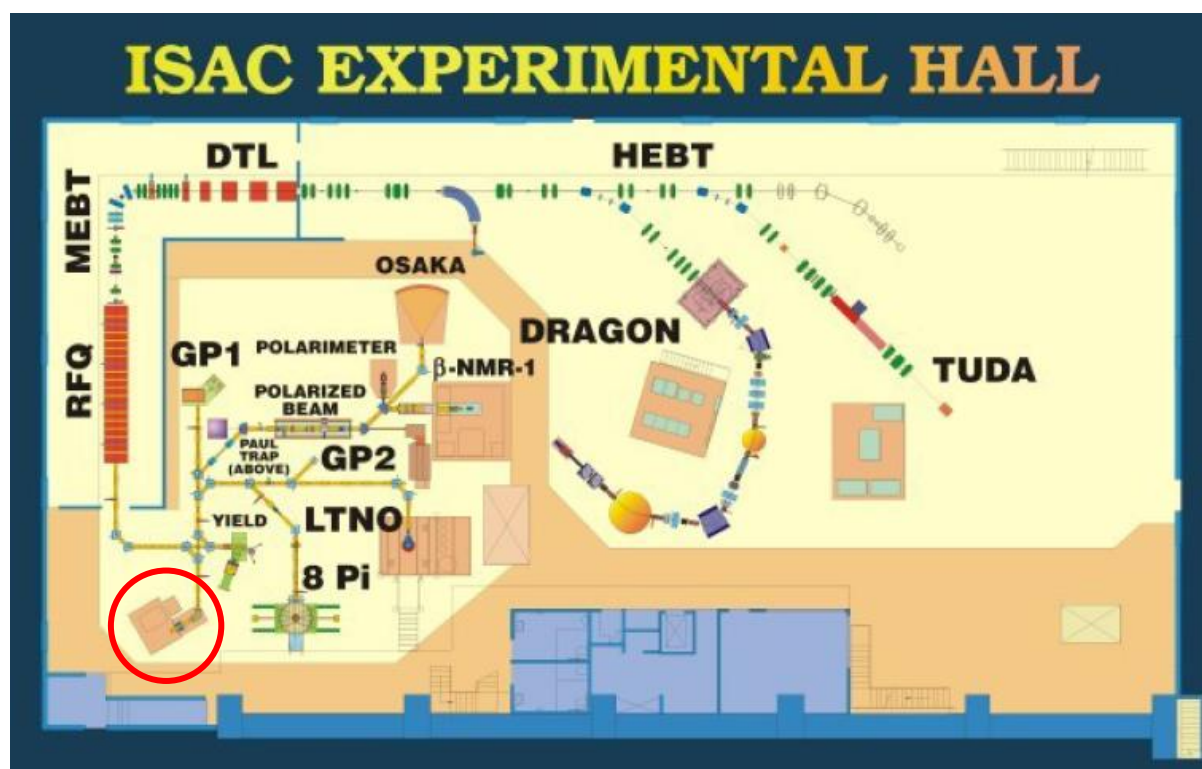 ISAC EXPERIMENTAL HALL
DTL
HEBT
MEBT
OSAKA
RFQ
GP1
POLARIMETER
DRAGON
β-NMR-1
TUDA
POLARIZED
BEAM
PAUL
TRAP
(ABOVE)
GP2
YIELD
LTNO
8 Pi